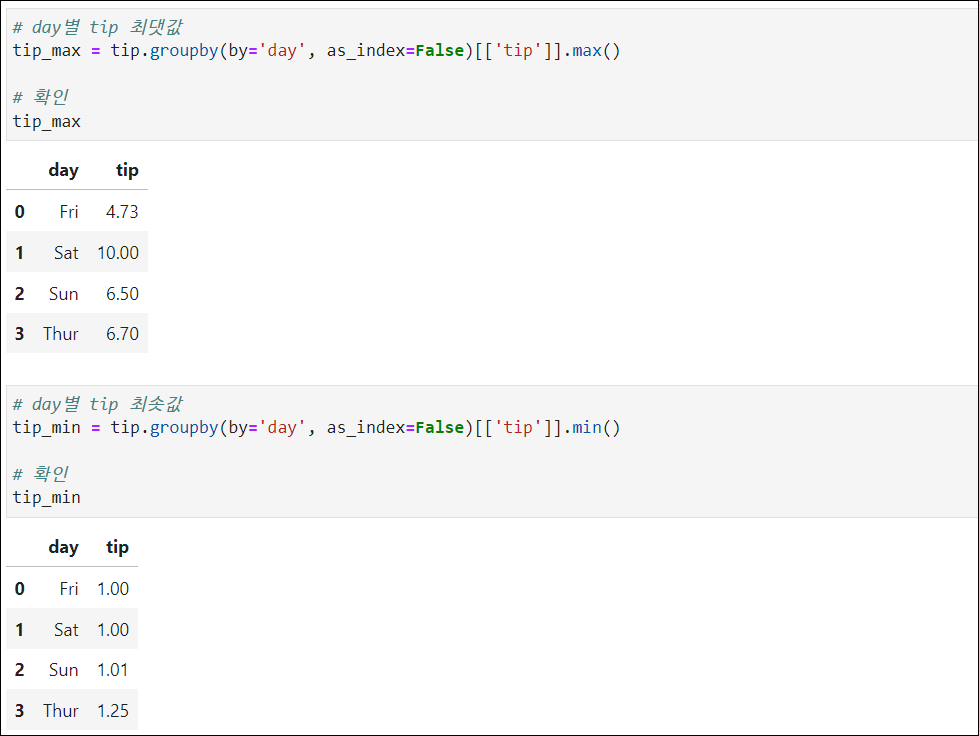 # day별 tip 최댓값
tip_max = tip.groupby(by='day', as_index=False)[['tip']].max()
# 확인
tip_max
day tip
0 Fri 4.73
1 Sat 10.00
2 Sun 6.50
3 Thur 6.70
# day별 tip 최솟값
tip_min = tip.groupby(by='day', as_index=False)[['tip']].min()
# 확인
tip_min
day tip
0 Fri 1.00
1 Sat 1.00
2 Sun 1.01
3 Thur 1.25